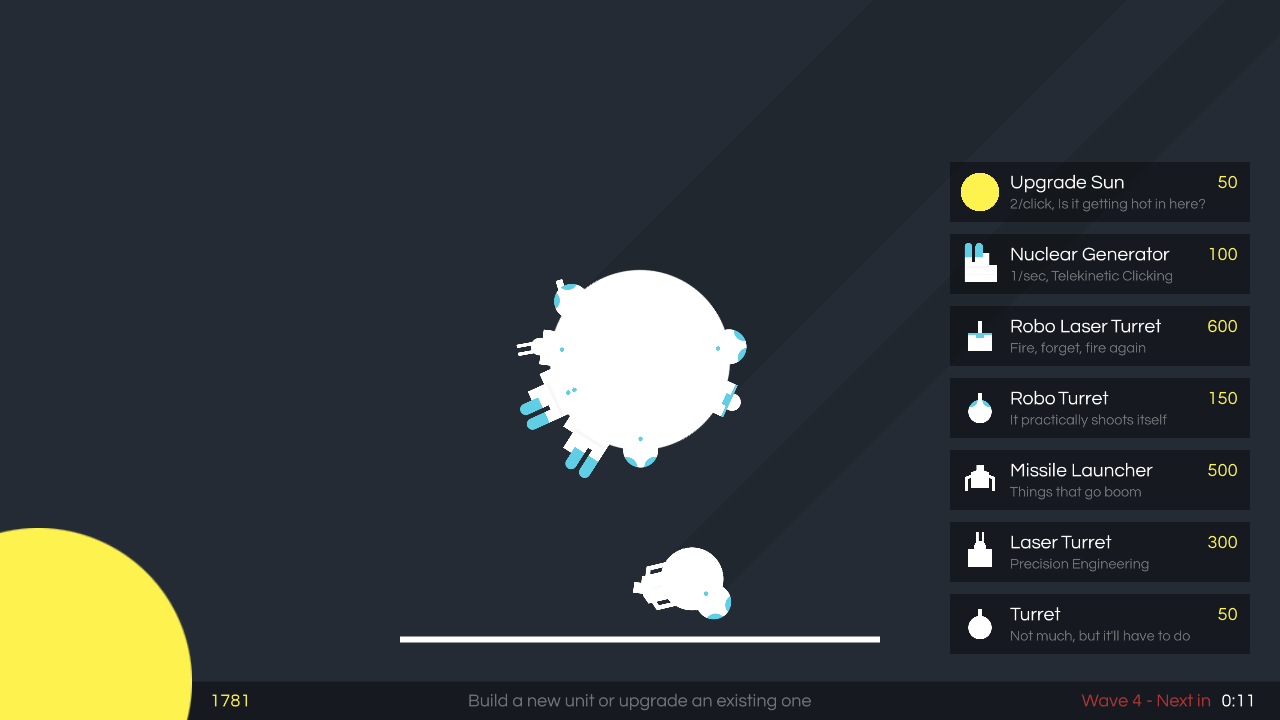 Upgrade Sun 50
2/click, Is it getting hot in here?
Nuclear Generator 100
1/sec, Telekinetic Clicking
Robo Laser Turret 600
Fire, forget, fire again
Robo Turret 150
It practically shoots itself
Missile Launcher 500
Things that go boom
Laser Turret 300
Precision Engineering
Turret 50
Not much, but it'll have to do
1781 Build a new unit or upgrade an existing one Wave 4 - Next in 0:11